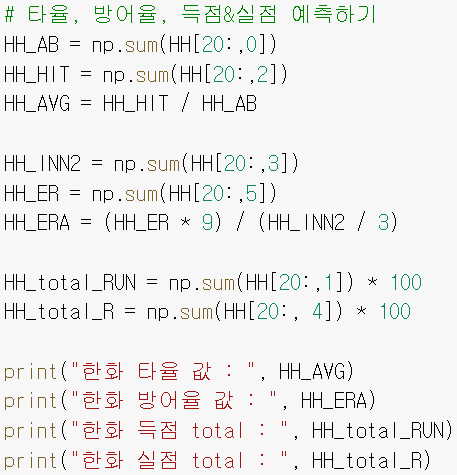 # 타율, 방어율, 득점&실점 예측하기
HH_AB = np.sum(HH[20:,0])
HH_HIT = np.sum(HH[20:,2])
HH_AVG = HH_HIT / HH_AB
HH_INN2 = np.sum(HH[20:,3])
HH_ER = np.sum(HH[20:,5])
HH_ERA = (HH_ER * 9) / (HH_INN2 / 3)
HH_total_RUN = np.sum(HH[20:,1]) * 100
HH_total_R = np.sum(HH[20:, 4]) * 100
print("한화 타율 값 : ", HH_AVG)
print("한화 방어율 값 : ", HH_ERA)
print("한화 득점 total : ", HH_total_RUN)
print("한화 실점 total : ", HH_total_R)